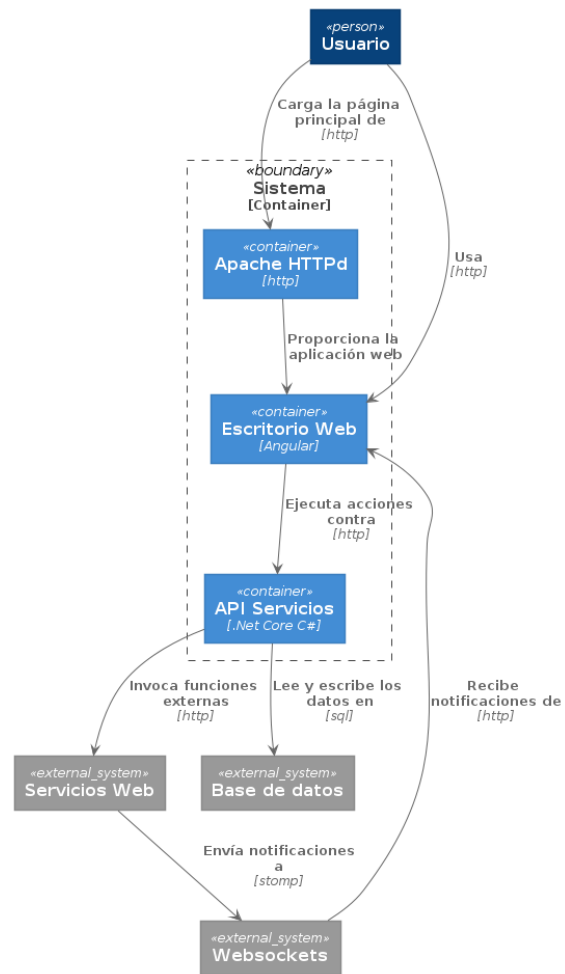 «person»
Usuario
Carga la página
principal de
[http]
«boundary»
Sistema
[Container]
«container»
Apache HTTPd
[http]
Usa
[http]
Proporciona la
aplicación web
«container»
Escritorio Web
[Angular]
Ejecuta acciones
contra
[http]
«container»
API Servicios
[.Net Core C#]
Invoca funciones
externas
[http]
Lee y escribe los
datos en
[sql]
Recibe
notificaciones de
[http]
«external_system»
Servicios Web
«external_system»
Base de datos
Envía notificaciones
a
[stomp]
«external_system»
Websockets